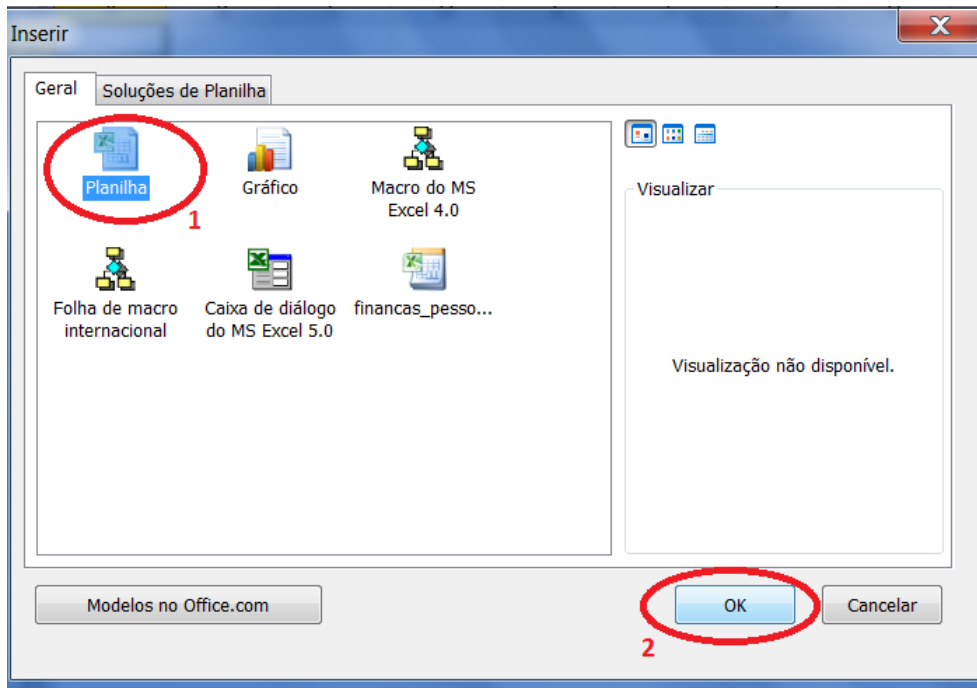 Inserir
X
Geral
Soluções de Planilha
Planilha
Gráfico
Macro do MS
Excel 4.0
1
Visualizar
Folha de macro
internacional
Caixa de diálogo
do MS Excel 5.0
financas_pesso...
Visualização não disponível.
Modelos no Office.com
OK
Cancelar
2